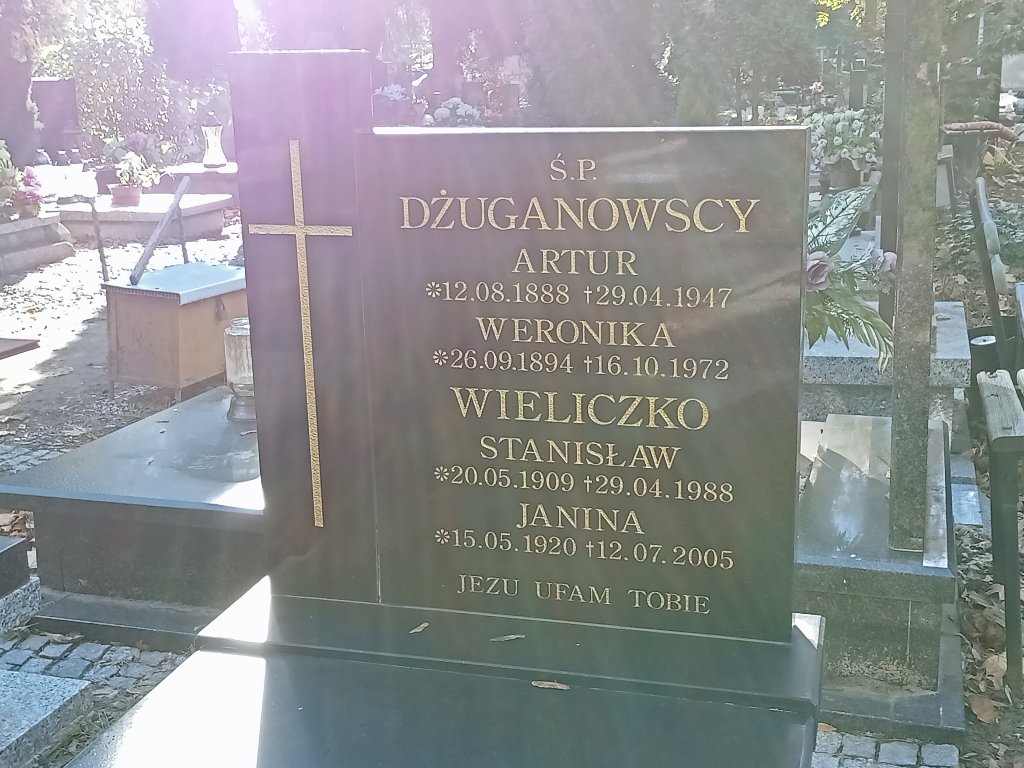 Ś.P.
DŻUGANOWSCY
ARTUR
*12.08.1888 †29.04.1947
WERONIKA
*26.09.1894 †16.10.1972
WIELICZKO
STANISŁAW
*20.05.1909 †29.04.1988
JANINA
*15.05.1920 †12.07.2005
JEZU UFAM TOBIE